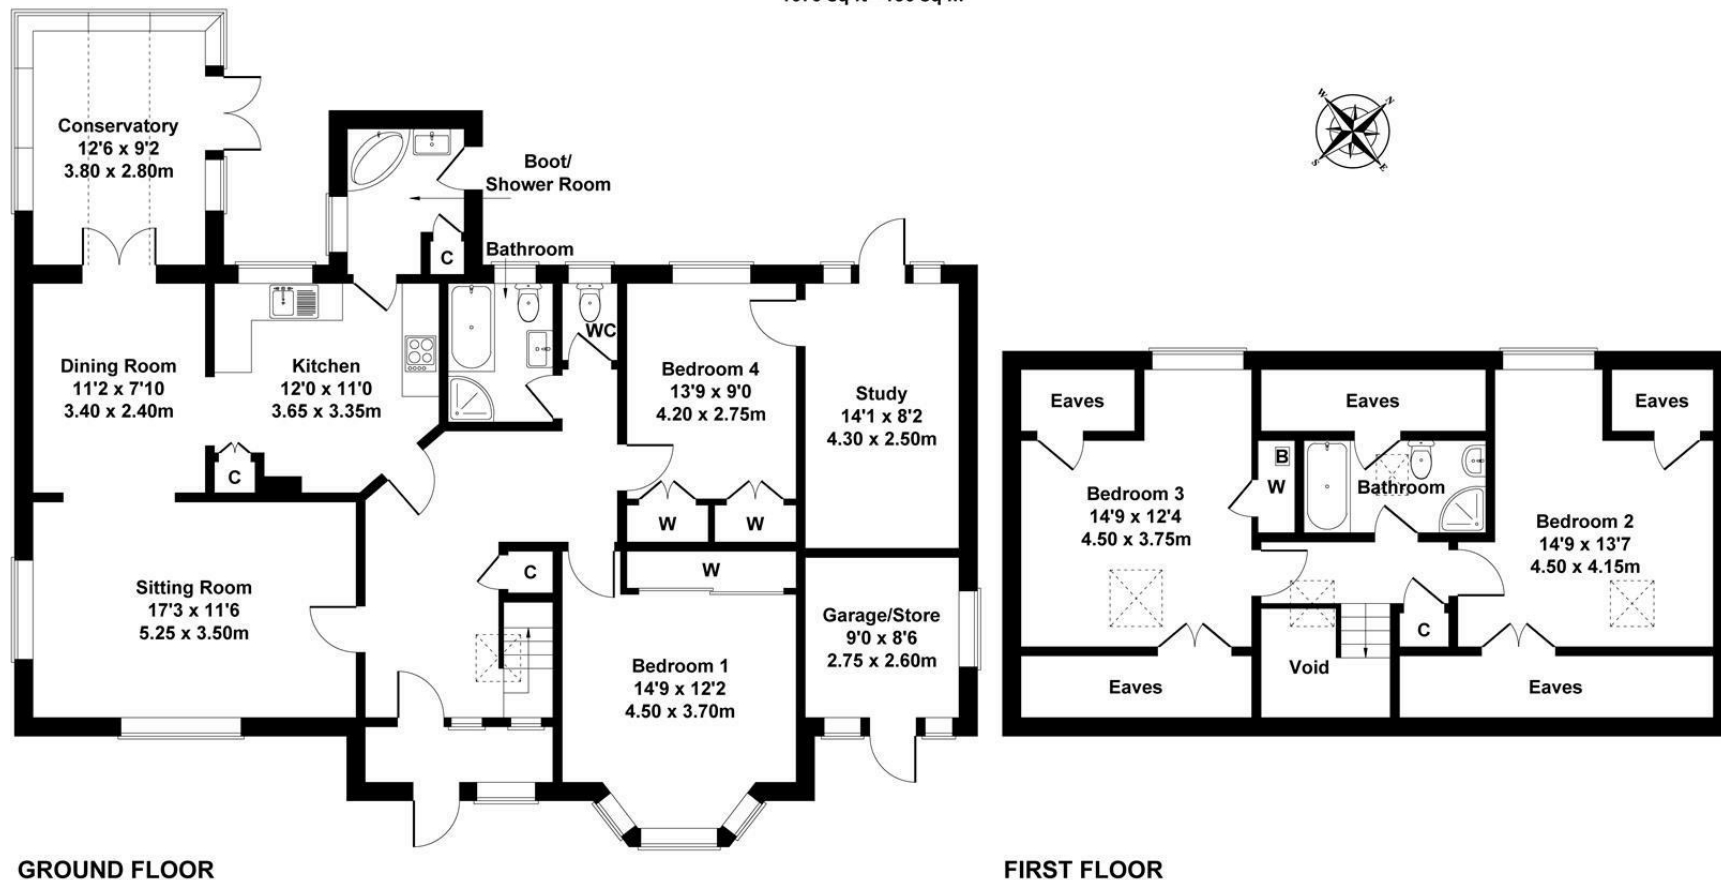 Conservatory
12'6 x 9'2
3.80 x 2.80m
Boot/
Shower Room
C
Bathroom
WC
Dining Room
11'2 x 7'10
3.40 x 2.40m
Kitchen
12'0 x 11'0
3.65 x 3.35m
C
Bedroom 4
13'9 x 9'0
4.20 x 2.75m
W
W
Study
14'1 x 8'2
4.30 x 2.50m
Sitting Room
17'3 x 11'6
5.25 x 3.50m
C
W
Bedroom 1
14'9 x 12'2
4.50 x 3.70m
Garage/Store
9'0 x 8'6
2.75 x 2.60m
GROUND FLOOR
W
N
S
E
Eaves
Eaves
Eaves
B
W
Bathroom
Bedroom 3
14'9 x 12'4
4.50 x 3.75m
Bedroom 2
14'9 x 13'7
4.50 x 4.15m
C
Void
Eaves
Eaves
FIRST FLOOR